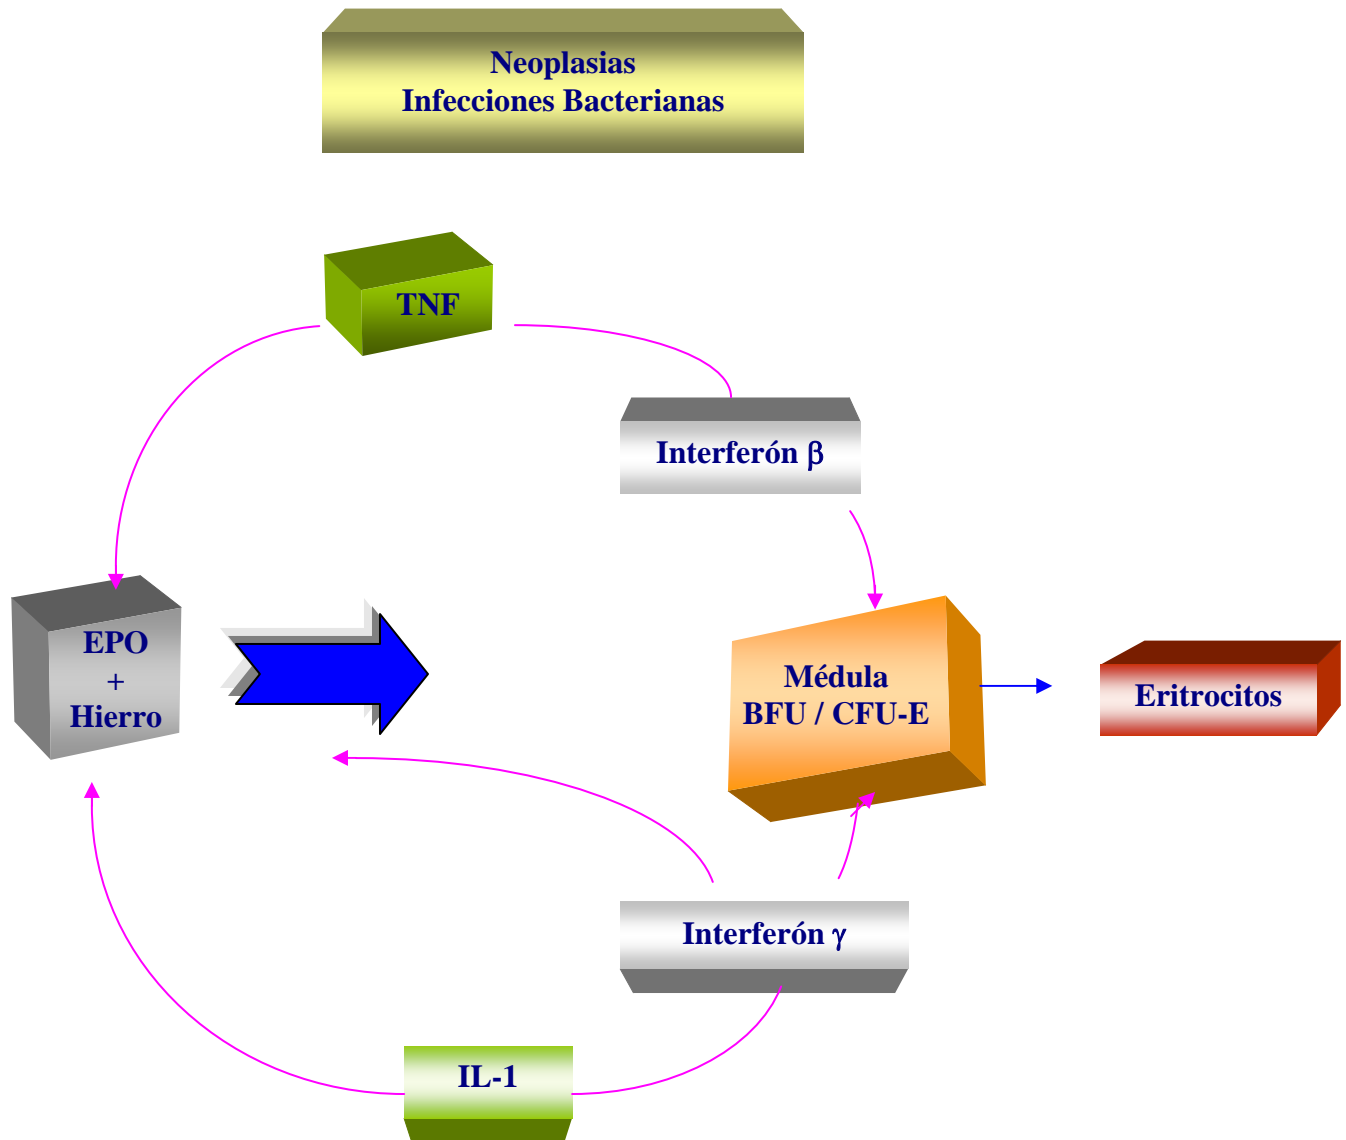 Neoplasias
Infecciones Bacterianas
TNF
Interferón β
EPO
+
Hierro
Médula
BFU / CFU-E
Eritrocitos
Interferón γ
IL-1